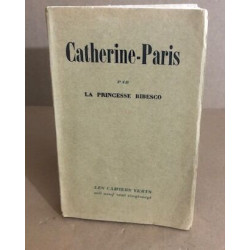 Catherine-Paris
PAR
LA PRINCESSE BIBESCO
LES CAHIERS VERTS